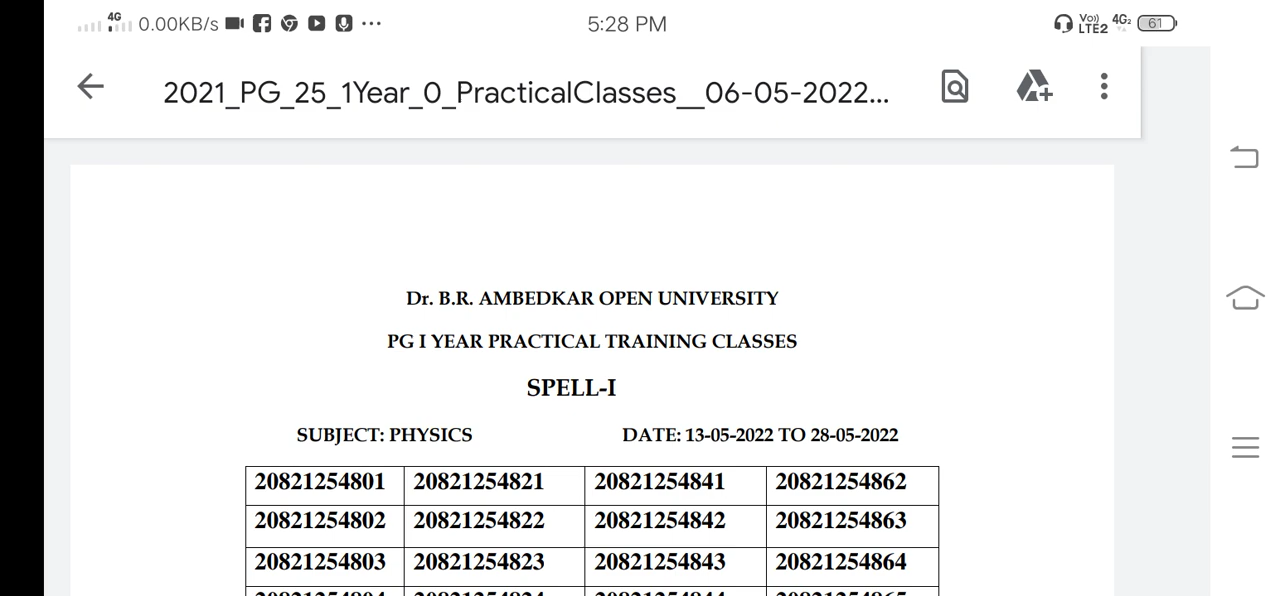 4G 0.00KB/s ... 5:28 PM Vo)) LTE2 4G2 61
2021_PG_25_1Year_0_PracticalClasses__06-05-2022...
Dr. B.R. AMBEDKAR OPEN UNIVERSITY
PG I YEAR PRACTICAL TRAINING CLASSES
SPELL-I
SUBJECT: PHYSICS DATE: 13-05-2022 TO 28-05-2022
20821254801 20821254821 20821254841 20821254862
20821254802 20821254822 20821254842 20821254863
20821254803 20821254823 20821254843 20821254864